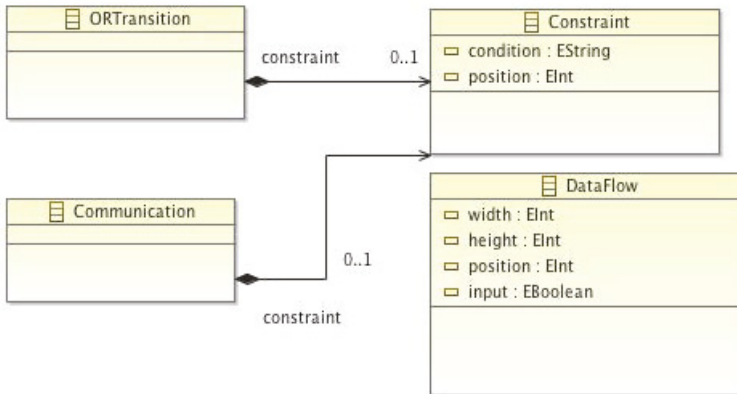 ORTransition
constraint 0..1
Constraint
condition : EString
position : EInt
Communication
0..1
constraint
DataFlow
width : EInt
height : EInt
position : EInt
input : EBoolean